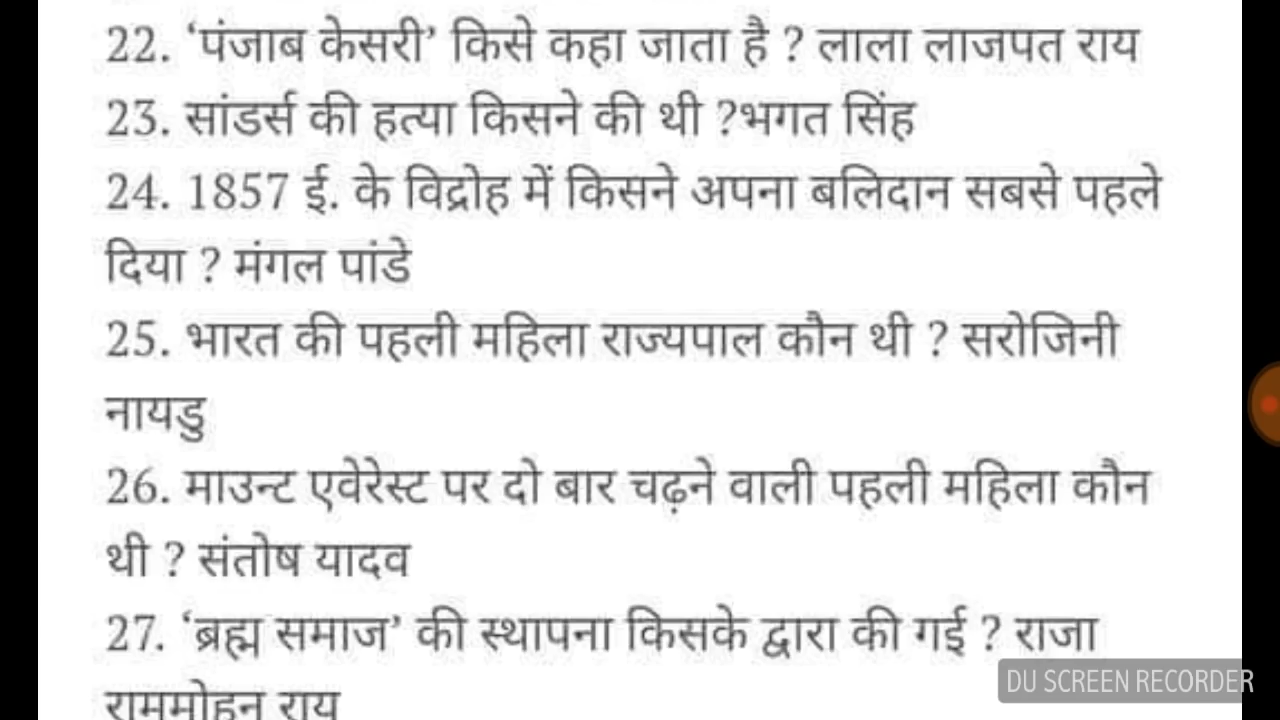 22. ‘पंजाब केसरी’ किसे कहा जाता है ? लाला लाजपत राय
23. सांडर्स की हत्या किसने की थी ?भगत सिंह
24. 1857 ई. के विद्रोह में किसने अपना बलिदान सबसे पहले
दिया ? मंगल पांडे
25. भारत की पहली महिला राज्यपाल कौन थी ? सरोजिनी
नायडु
26. माउन्ट एवेरेस्ट पर दो बार चढ़ने वाली पहली महिला कौन
थी ? संतोष यादव
27. ‘ब्रह्म समाज’ की स्थापना किसके द्वारा की गई ? राजा
राममोहन राय
DU SCREEN RECORDER